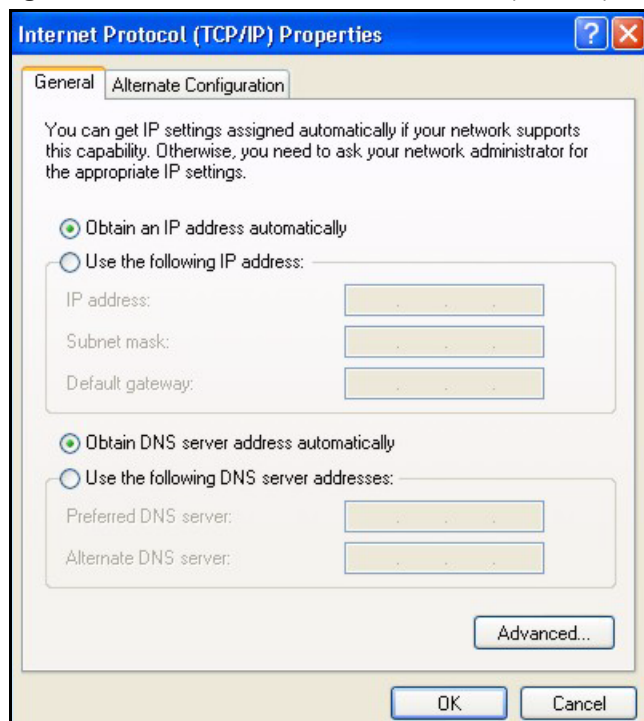 Internet Protocol (TCP/IP) Properties
General
Alternate Configuration
You can get IP settings assigned automatically if your network supports
this capability. Otherwise, you need to ask your network administrator for
the appropriate IP settings.
Obtain an IP address automatically
Use the following IP address:
IP address:
Subnet mask:
Default gateway:
Obtain DNS server address automatically
Use the following DNS server addresses:
Preferred DNS server:
Alternate DNS server:
Advanced...
OK
Cancel